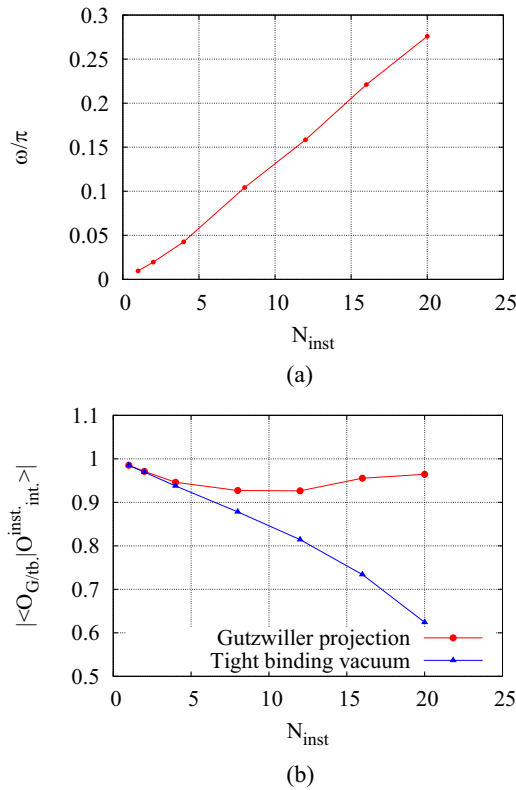 0.3
0.25
0.2
0.15
0.1
0.05
0
ω/π
0 5 10 15 20 25
N_inst
(a)
1.1
1
0.9
0.8
0.7
0.6
0.5
|<O_G/tb.|O^inst._int.>|
Gutzwiller projection
Tight binding vacuum
0 5 10 15 20 25
N_inst
(b)